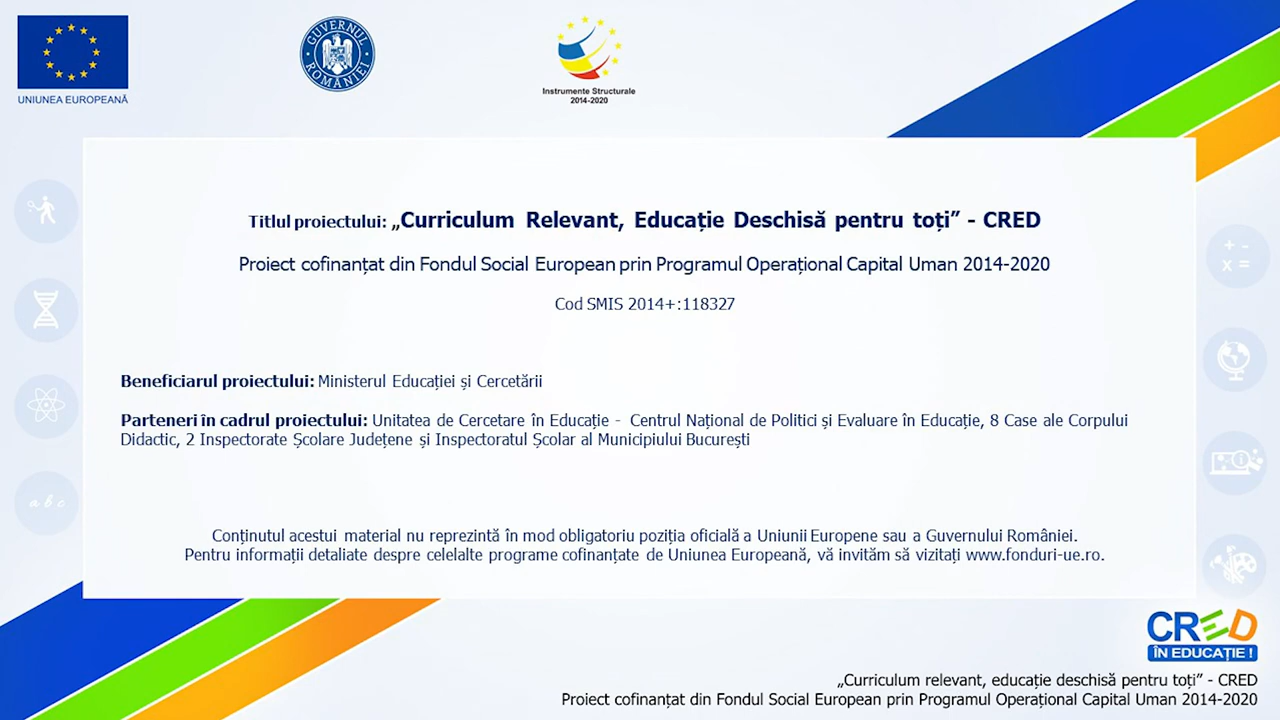 UNIUNEA EUROPEANĂ
GUVERNUL ROMÂNIEI
Instrumente Structurale
2014-2020
Titlul proiectului: „Curriculum Relevant, Educație Deschisă pentru toți” - CRED
Proiect cofinanțat din Fondul Social European prin Programul Operațional Capital Uman 2014-2020
Cod SMIS 2014+:118327
Beneficiarul proiectului: Ministerul Educației și Cercetării
Parteneri în cadrul proiectului: Unitatea de Cercetare în Educație - Centrul Național de Politici și Evaluare în Educație, 8 Case ale Corpului
Didactic, 2 Inspectorate Școlare Județene și Inspectoratul Școlar al Municipiului București
Conținutul acestui material nu reprezintă în mod obligatoriu poziția oficială a Uniunii Europene sau a Guvernului României.
Pentru informații detaliate despre celelalte programe cofinanțate de Uniunea Europeană, vă invităm să vizitați www.fonduri-ue.ro.
+ -
x =
a b c
CRED
ÎN EDUCAȚIE !
„Curriculum relevant, educație deschisă pentru toți” - CRED
Proiect cofinanțat din Fondul Social European prin Programul Operațional Capital Uman 2014-2020